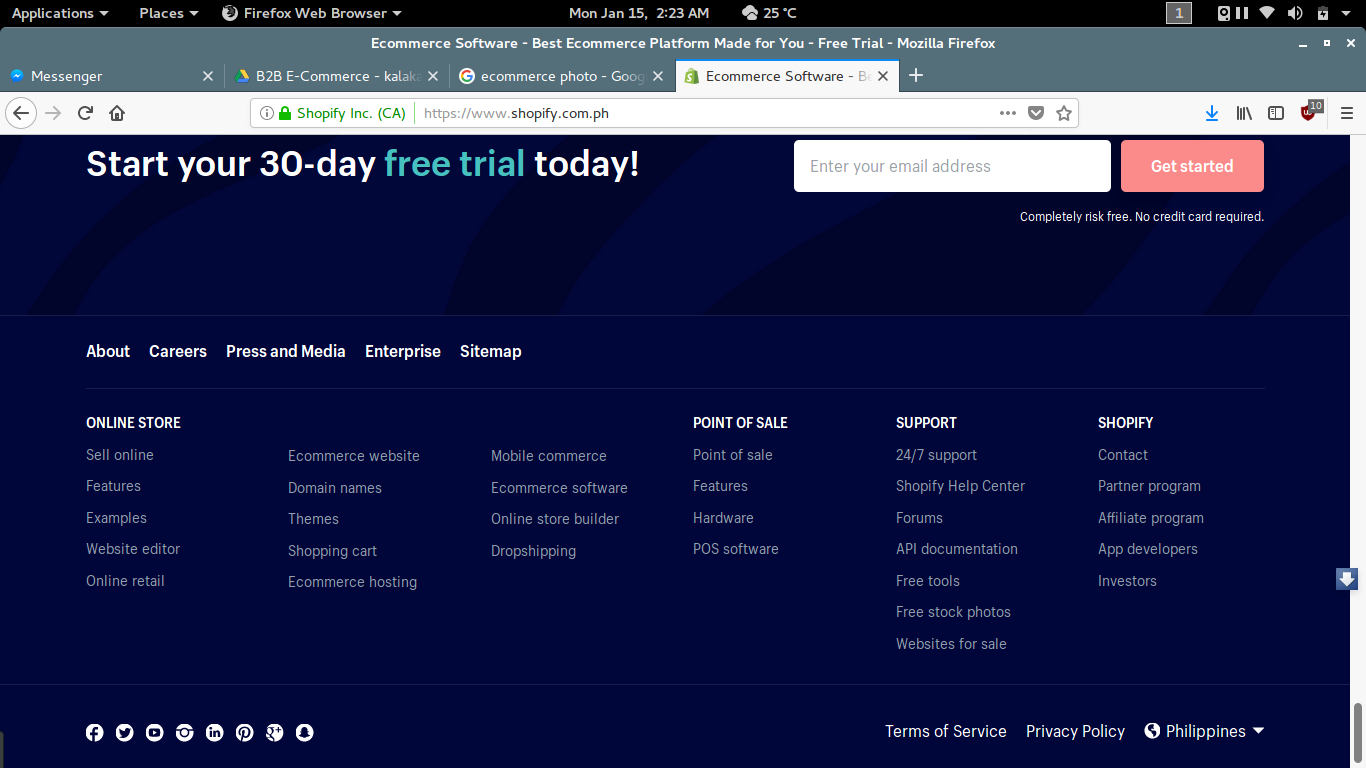 Applications Places Firefox Web Browser Mon Jan 15, 2:23 AM 25 °C 1
Ecommerce Software - Best Ecommerce Platform Made for You - Free Trial - Mozilla Firefox
Messenger B2B E-Commerce - kalaka ecommerce photo - Goog Ecommerce Software - Be
Shopify Inc. (CA) https://www.shopify.com.ph 10
Start your 30-day free trial today! Enter your email address Get started
Completely risk free. No credit card required.
About Careers Press and Media Enterprise Sitemap
ONLINE STORE
Sell online
Features
Examples
Website editor
Online retail
Ecommerce website
Domain names
Themes
Shopping cart
Ecommerce hosting
Mobile commerce
Ecommerce software
Online store builder
Dropshipping
POINT OF SALE
Point of sale
Features
Hardware
POS software
SUPPORT
24/7 support
Shopify Help Center
Forums
API documentation
Free tools
Free stock photos
Websites for sale
SHOPIFY
Contact
Partner program
Affiliate program
App developers
Investors
Terms of Service Privacy Policy Philippines